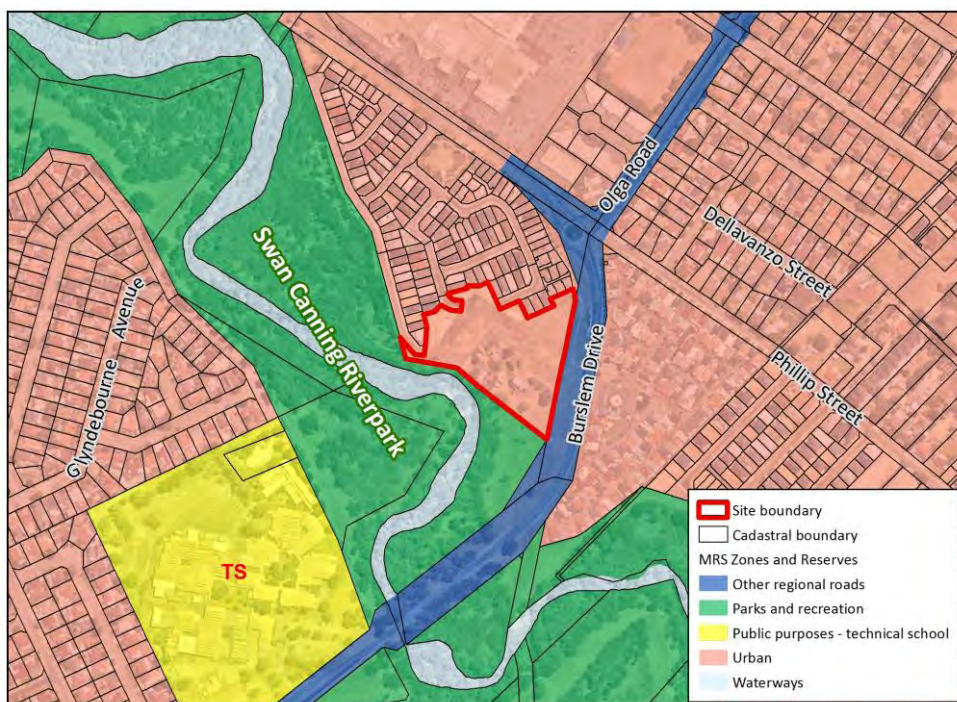 Olga Road
Dellavanzo Street
Swan Canning Riverpark
Glyndebourne Avenue
Burslem Drive
Phillip Street
TS
Site boundary
Cadastral boundary
MRS Zones and Reserves
Other regional roads
Parks and recreation
Public purposes - technical school
Urban
Waterways